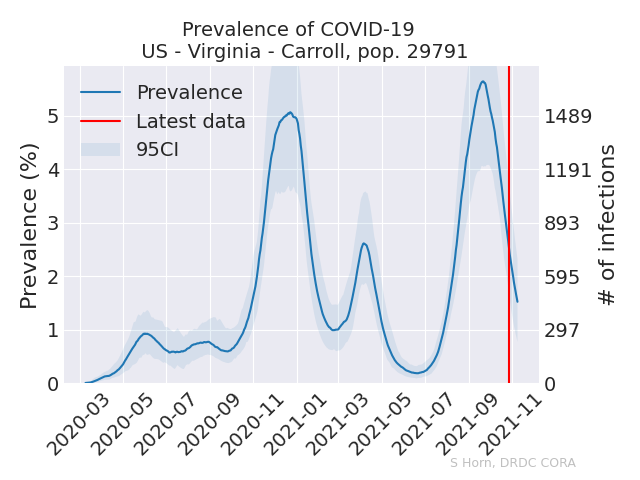 Prevalence of COVID-19
US - Virginia - Carroll, pop. 29791
Prevalence
Latest data
95CI
Prevalence (%)
5
4
3
2
1
0
# of infections
1489
1191
893
595
297
0
2020-03
2020-05
2020-07
2020-09
2020-11
2021-01
2021-03
2021-05
2021-07
2021-09
2021-11
S Horn, DRDC CORA